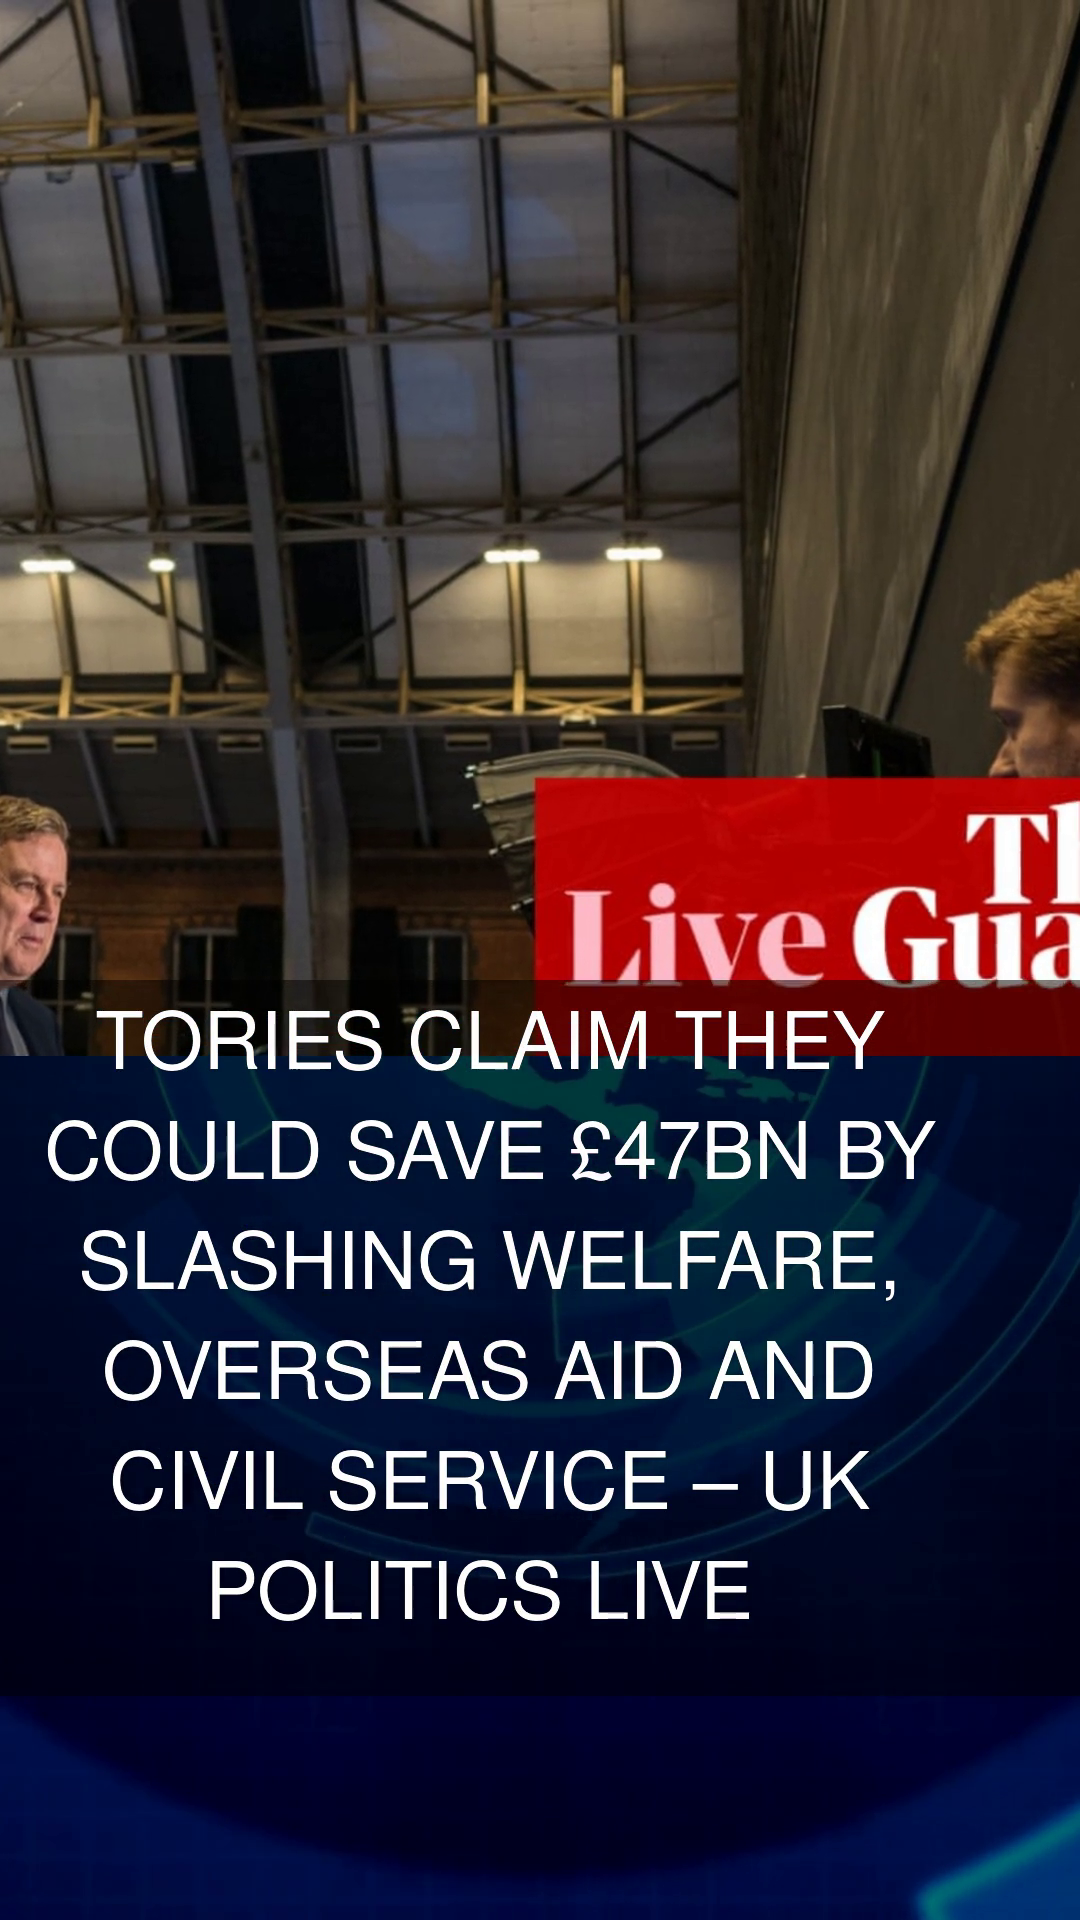 Live Gua
TORIES CLAIM THEY
COULD SAVE £47BN BY
SLASHING WELFARE,
OVERSEAS AID AND
CIVIL SERVICE – UK
POLITICS LIVE